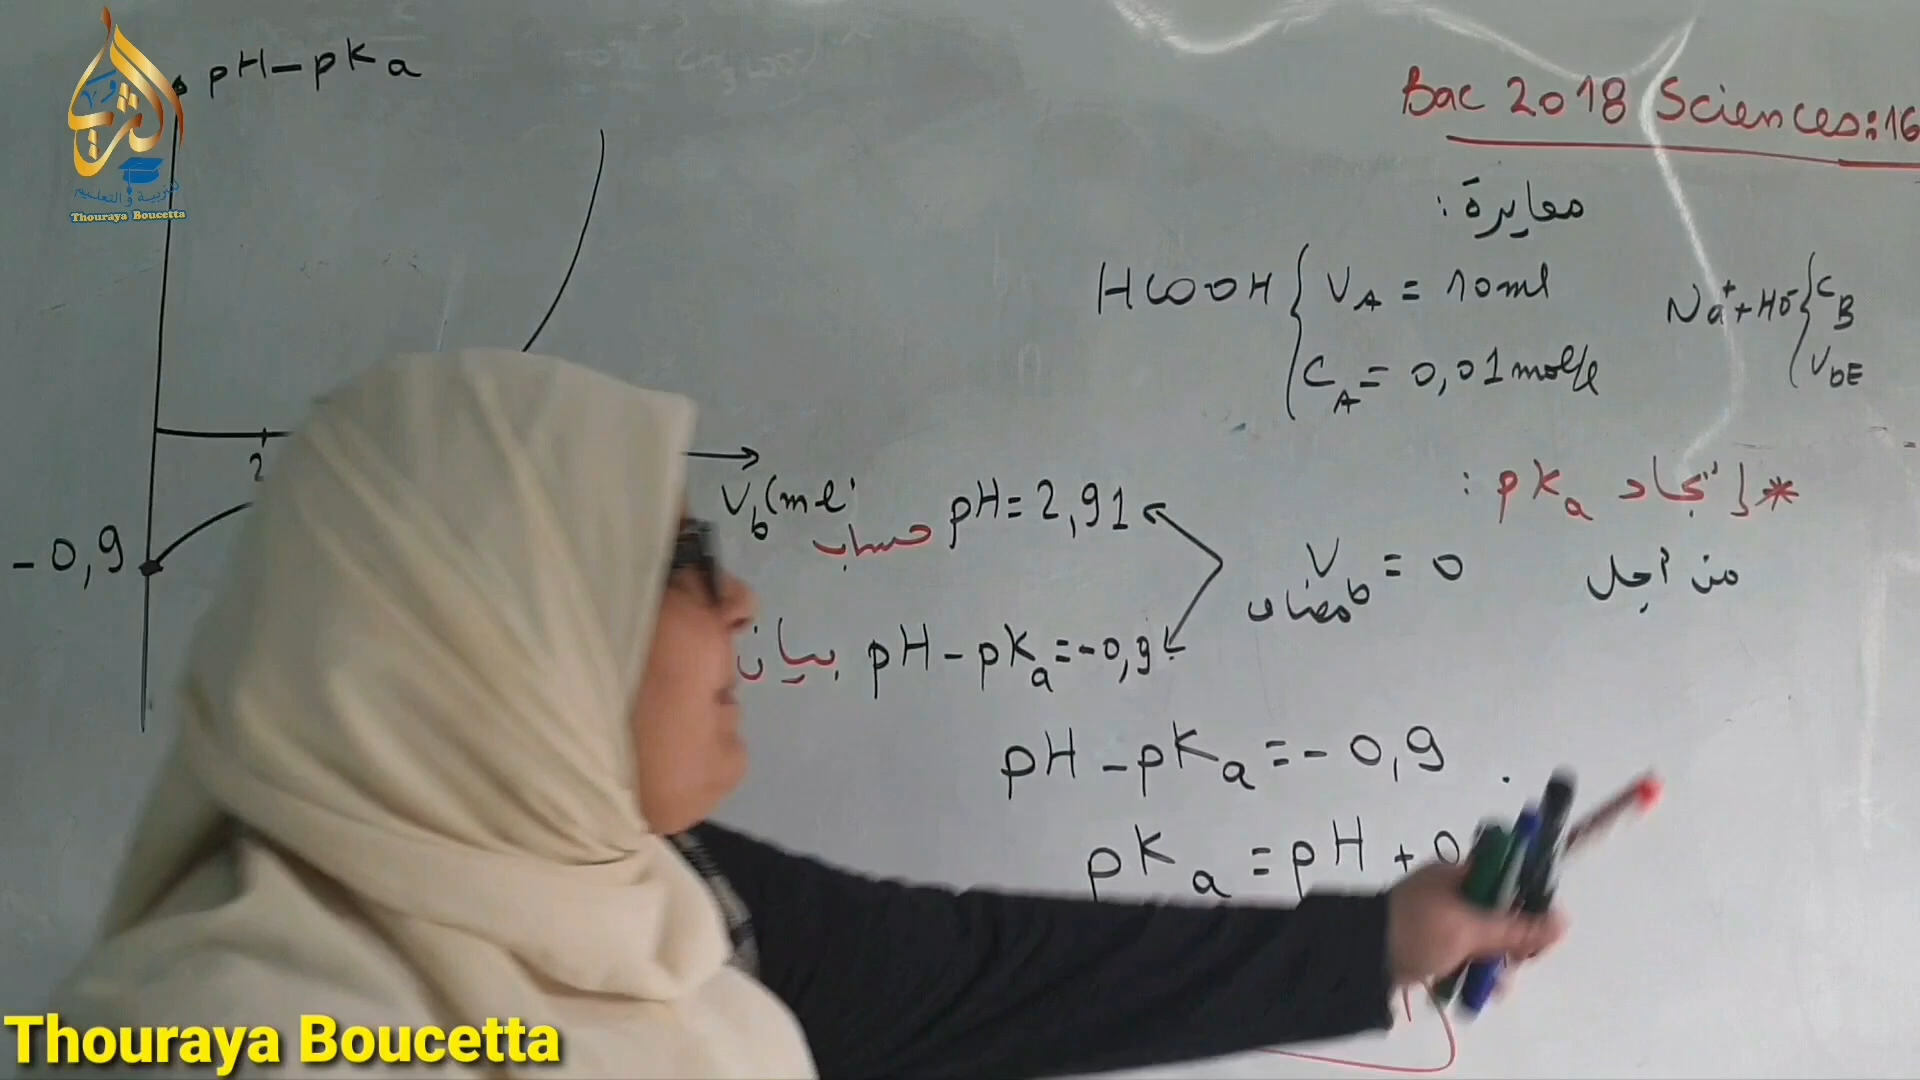 pH-pKa
Bac 2018 Sciences: 16
معايرة :
HCOOH { VA = 10ml
CA = 0,01 mol/l
Na+ + HO- { CB
VbE
2
Vb(ml)
-0,9
* إيجاد pKa :
من أجل Vb = 0
مضاف
حساب pH = 2,91
بيان pH - pKa = -0,9
pH - pKa = - 0,9
pKa = pH + 0
للتربية و التعليم
Thouraya Boucetta
Thouraya Boucetta